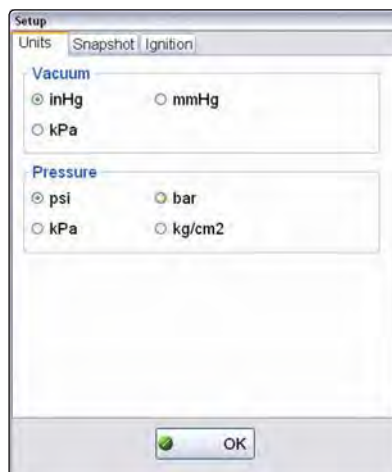 Setup
Units Snapshot Ignition
Vacuum
inHg mmHg
kPa
Pressure
psi bar
kPa kg/cm2
OK